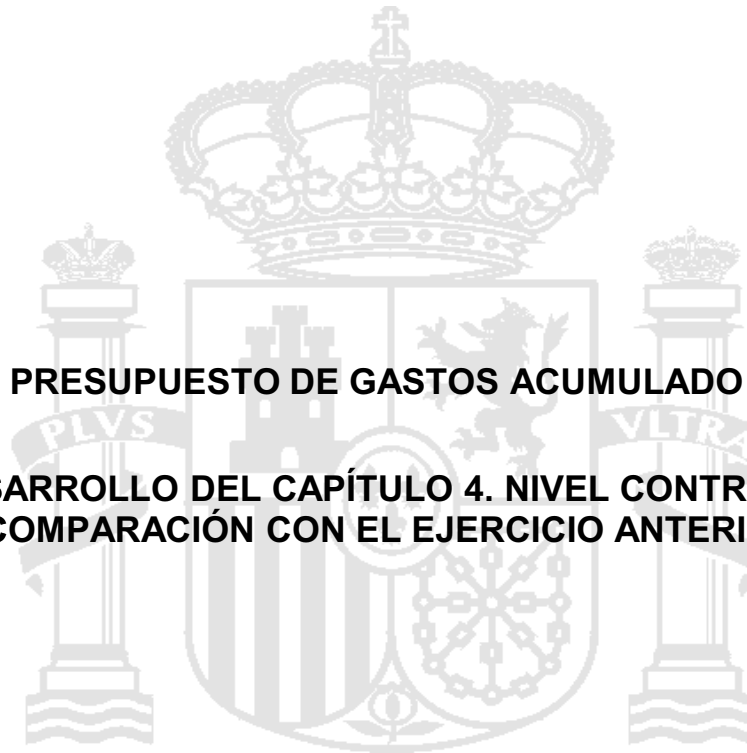 PRESUPUESTO DE GASTOS ACUMULADO
PLVS
VLTRA
SARROLLO DEL CAPÍTULO 4. NIVEL CONTR
COMPARACIÓN CON EL EJERCICIO ANTERI